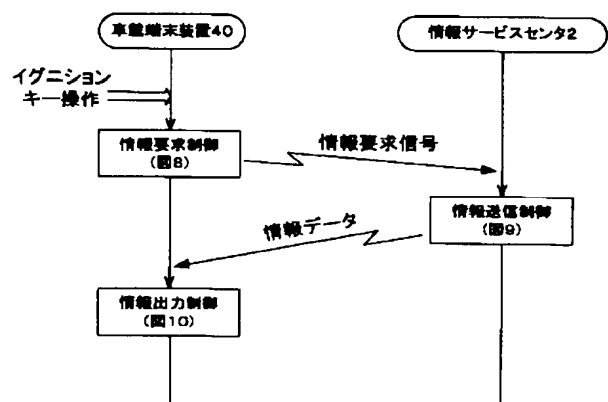 車載端末装置40
情報サービスセンタ2
イグニション
キー操作
情報要求制御
(図8)
情報要求信号
情報送信制御
(図9)
情報データ
情報出力制御
(図10)